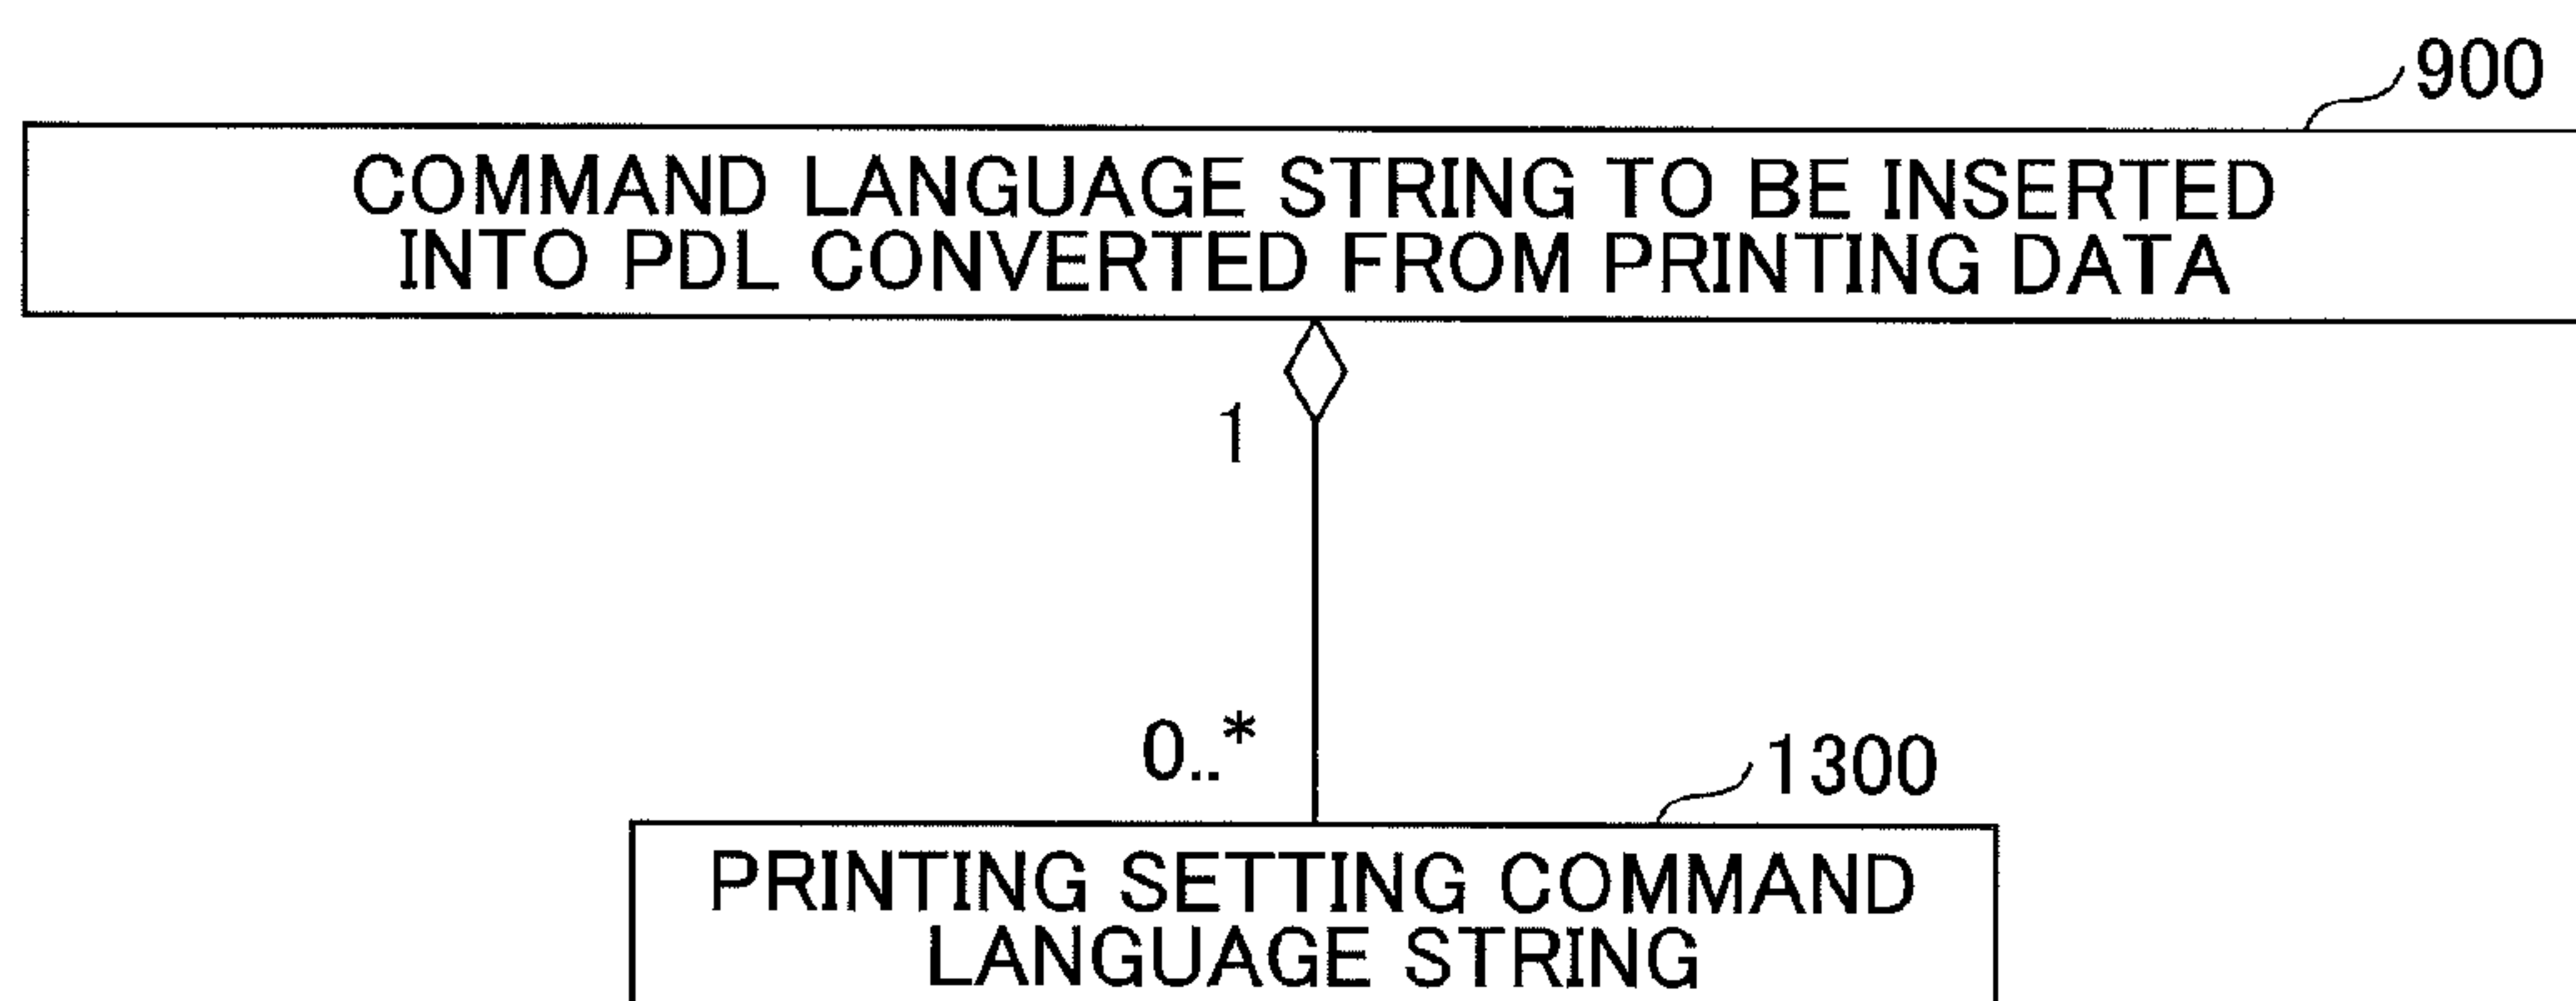 900
COMMAND LANGUAGE STRING TO BE INSERTED
INTO PDL CONVERTED FROM PRINTING DATA
1
0..*
1300
PRINTING SETTING COMMAND
LANGUAGE STRING